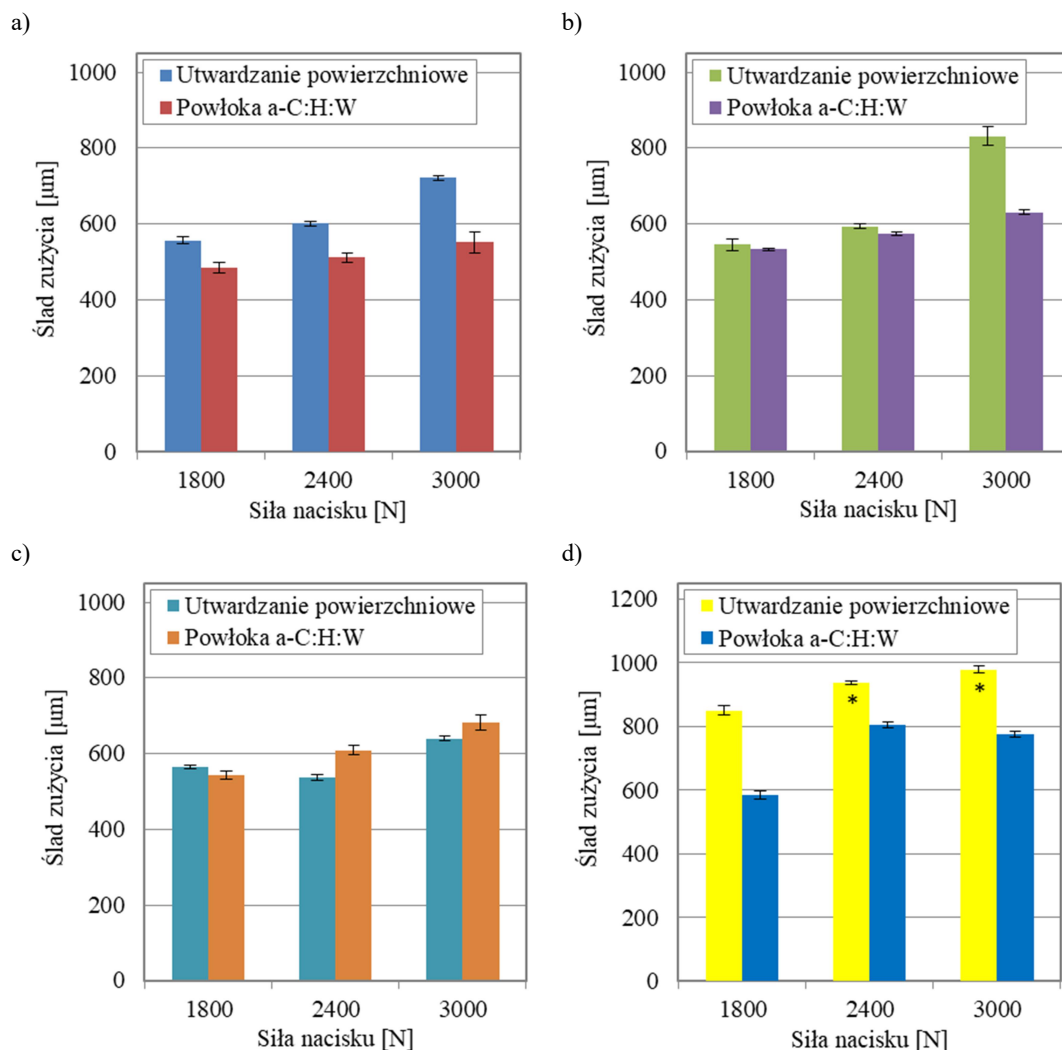 a)
1000
800
600
400
200
0
Ślad zużycia [µm]
Utwardzanie powierzchniowe
Powłoka a-C:H:W
1800 2400 3000
Siła nacisku [N]
b)
1000
800
600
400
200
0
Ślad zużycia [µm]
Utwardzanie powierzchniowe
Powłoka a-C:H:W
1800 2400 3000
Siła nacisku [N]
c)
1000
800
600
400
200
0
Ślad zużycia [µm]
Utwardzanie powierzchniowe
Powłoka a-C:H:W
1800 2400 3000
Siła nacisku [N]
d)
1200
1000
800
600
400
200
0
Ślad zużycia [µm]
Utwardzanie powierzchniowe
Powłoka a-C:H:W
* *
1800 2400 3000
Siła nacisku [N]